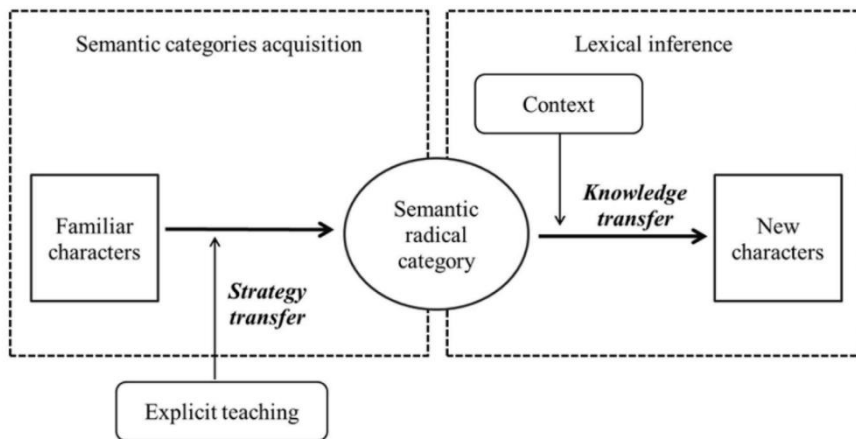 Semantic categories acquisition
Lexical inference
Context
Familiar
characters
Strategy
transfer
Semantic
radical
category
Knowledge
transfer
New
characters
Explicit teaching